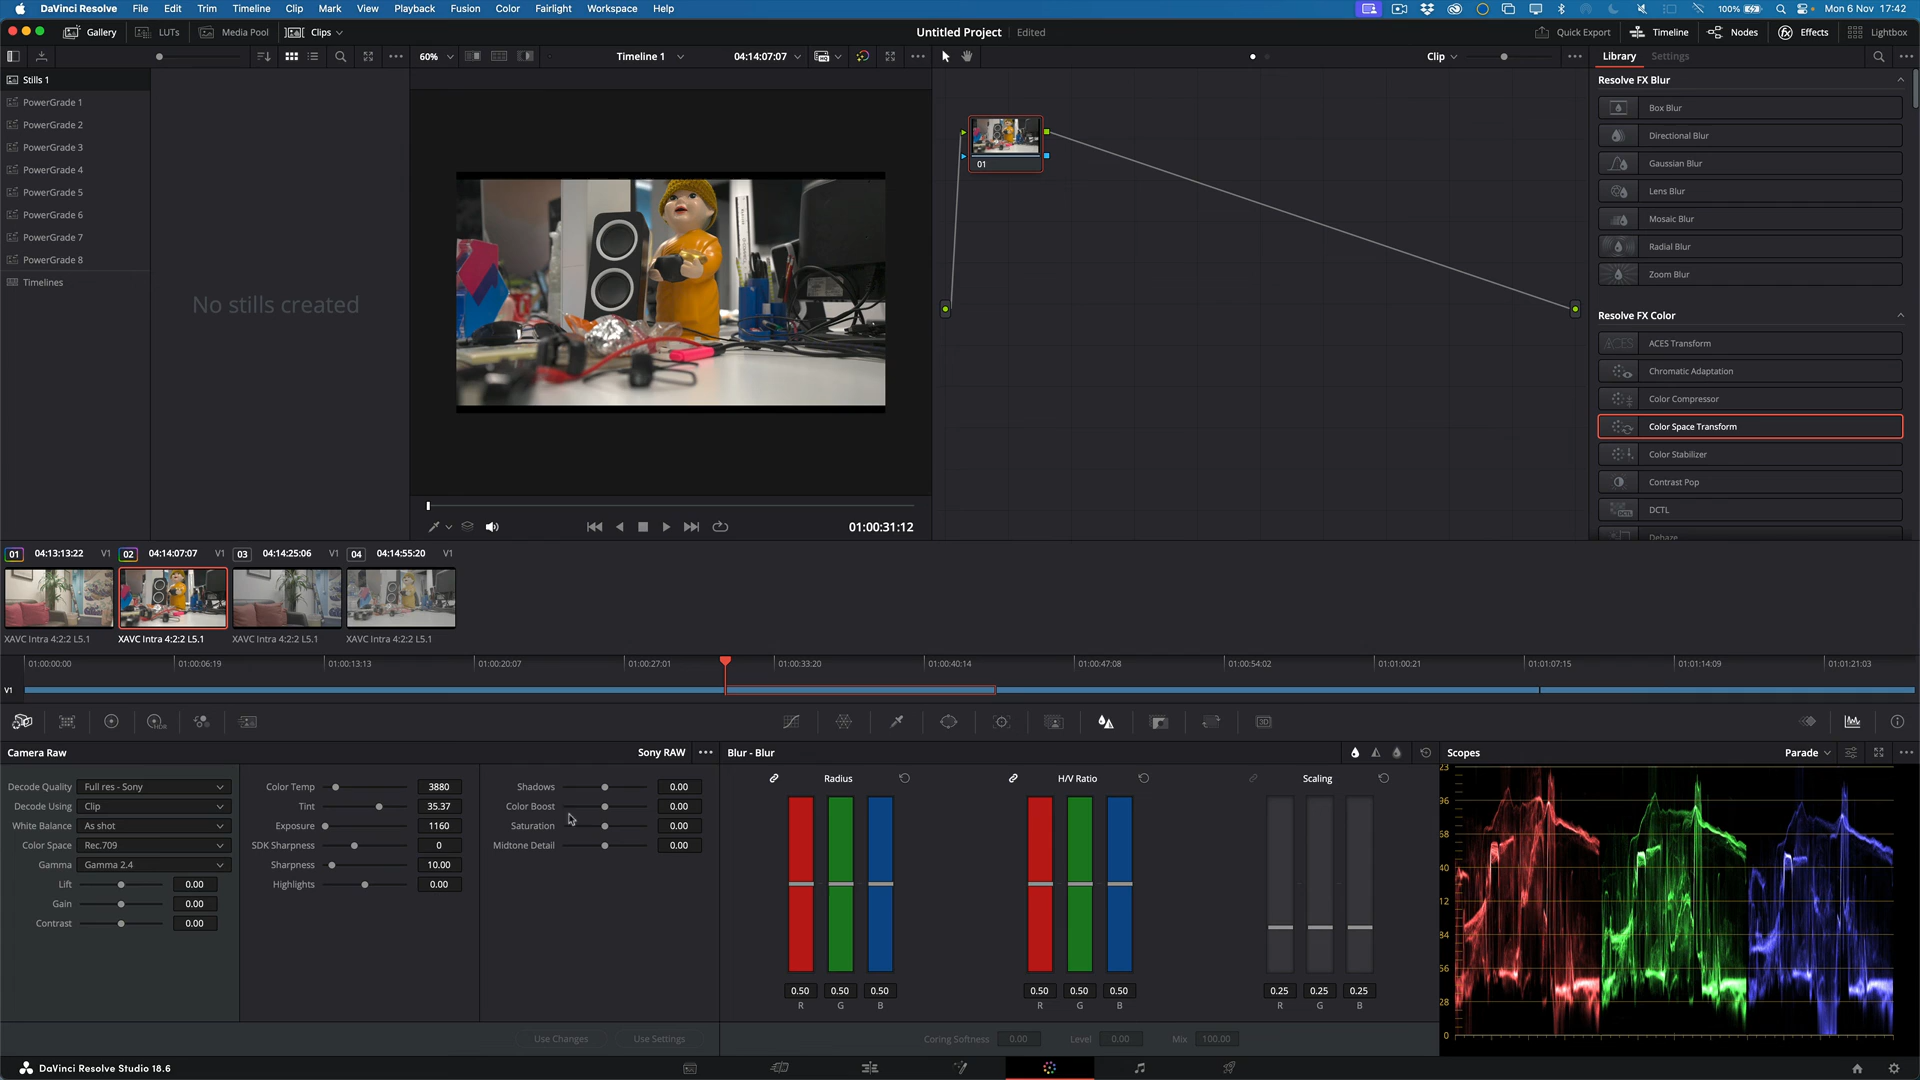 DaVinci Resolve File Edit Trim Timeline Clip Mark View Playback Fusion Color Fairlight Workspace Help
100% Mon 6 Nov 17:42
Gallery LUTs Media Pool Clips Untitled Project Edited Quick Export Timeline Nodes Effects Lightbox
60% Timeline 1 04:14:07:07 Clip Library Settings
Stills 1
PowerGrade 1
PowerGrade 2
PowerGrade 3
PowerGrade 4
PowerGrade 5
PowerGrade 6
PowerGrade 7
PowerGrade 8
Timelines
No stills created
01:00:31:12
01
Resolve FX Blur
Box Blur
Directional Blur
Gaussian Blur
Lens Blur
Mosaic Blur
Radial Blur
Zoom Blur
Resolve FX Color
ACES Transform
Chromatic Adaptation
Color Compressor
Color Space Transform
Color Stabilizer
Contrast Pop
DCTL
Dehaze
01 04:13:13:22 V1 02 04:14:07:07 V1 03 04:14:25:06 V1 04 04:14:55:20 V1
XAVC Intra 4:2:2 L5.1 XAVC Intra 4:2:2 L5.1 XAVC Intra 4:2:2 L5.1 XAVC Intra 4:2:2 L5.1
01:00:00:00 01:00:06:19 01:00:13:13 01:00:20:07 01:00:27:01 01:00:33:20 01:00:40:14 01:00:47:08 01:00:54:02 01:01:00:21 01:01:07:15 01:01:14:09 01:01:21:03
V1
Camera Raw Sony RAW
Decode Quality Full res - Sony
Decode Using Clip
White Balance As shot
Color Space Rec.709
Gamma Gamma 2.4
Lift 0.00
Gain 0.00
Contrast 0.00
Color Temp 3880
Tint 35.37
Exposure 1160
SDK Sharpness 0
Sharpness 10.00
Highlights 0.00
Shadows 0.00
Color Boost 0.00
Saturation 0.00
Midtone Detail 0.00
Use Changes Use Settings
Blur - Blur
Radius H/V Ratio Scaling
0.50 0.50 0.50 0.50 0.50 0.50 0.25 0.25 0.25
R G B R G B R G B
Coring Softness 0.00 Level 0.00 Mix 100.00
Scopes Parade
23
96
68
40
12
84
56
28
0
DaVinci Resolve Studio 18.6